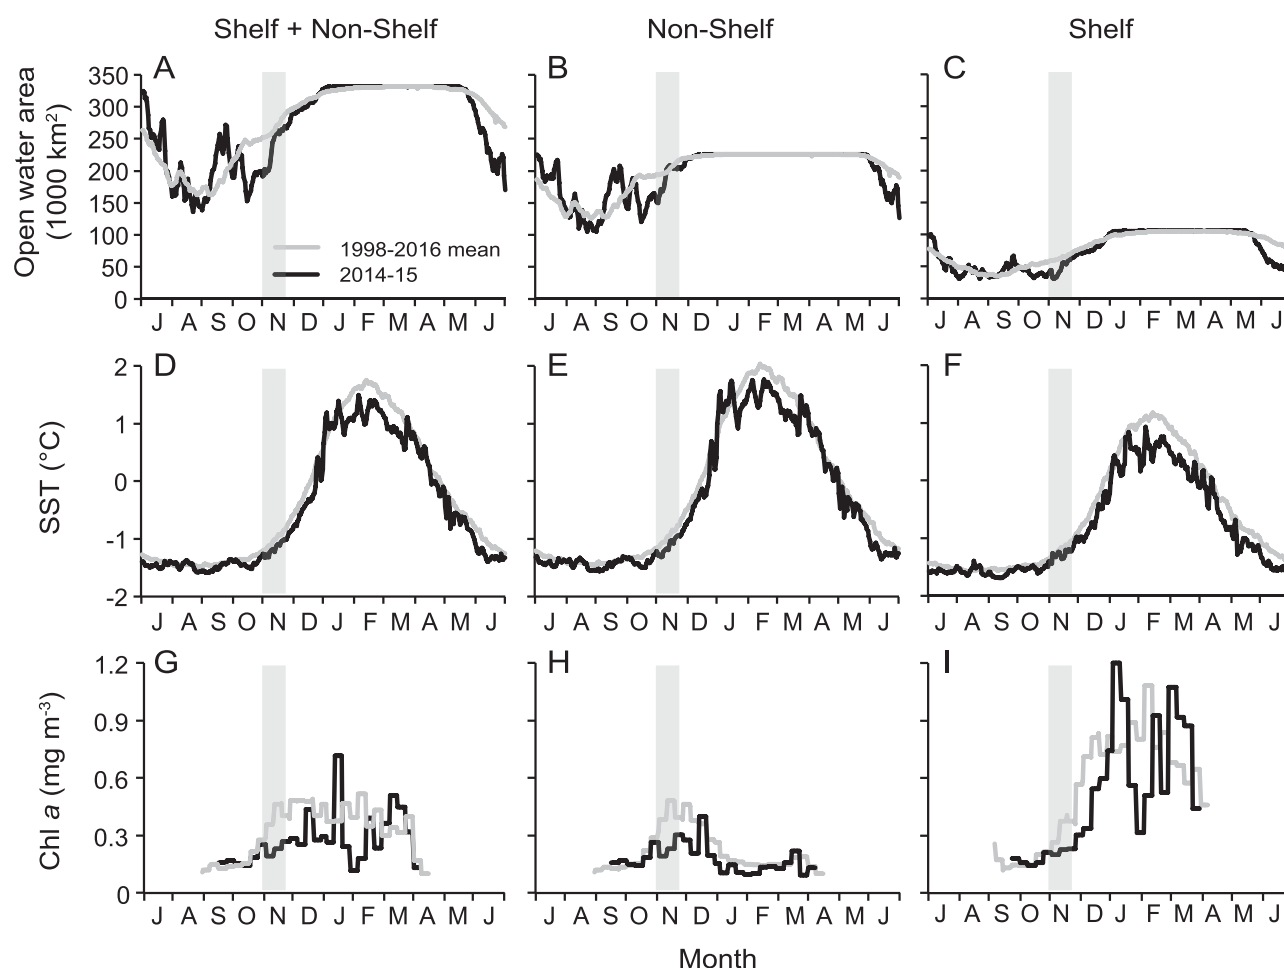 Shelf + Non-Shelf
Non-Shelf
Shelf
A
B
C
Open water area
(1000 km²)
350
300
250
200
150
100
50
0
1998-2016 mean
2014-15
J A S O N D J F M A M J
J A S O N D J F M A M J
J A S O N D J F M A M J
D
E
F
SST (°C)
2
1
0
-1
-2
J A S O N D J F M A M J
J A S O N D J F M A M J
J A S O N D J F M A M J
G
H
I
Chl a (mg m⁻³)
1.2
0.9
0.6
0.3
0
J A S O N D J F M A M J
J A S O N D J F M A M J
J A S O N D J F M A M J
Month